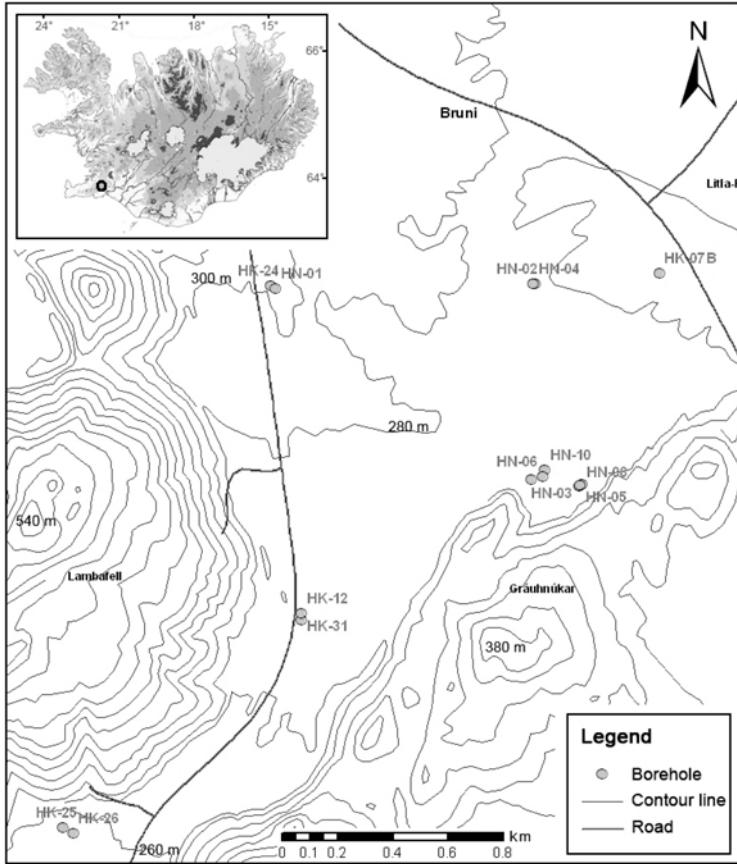 24° 21° 18° 15°
66°
64°
N
Bruni
HK-24 HN-01
300 m
HN-02 HN-04
HK-07B
280 m
HN-10
HN-06
HN-03
HN-05
540 m
Lambafell
Gráuhnúkar
HK-12
HK-31
380 m
HK-25
HK-26
260 m
Legend
Borehole
Contour line
Road
km
0 0.1 0.2 0.4 0.6 0.8